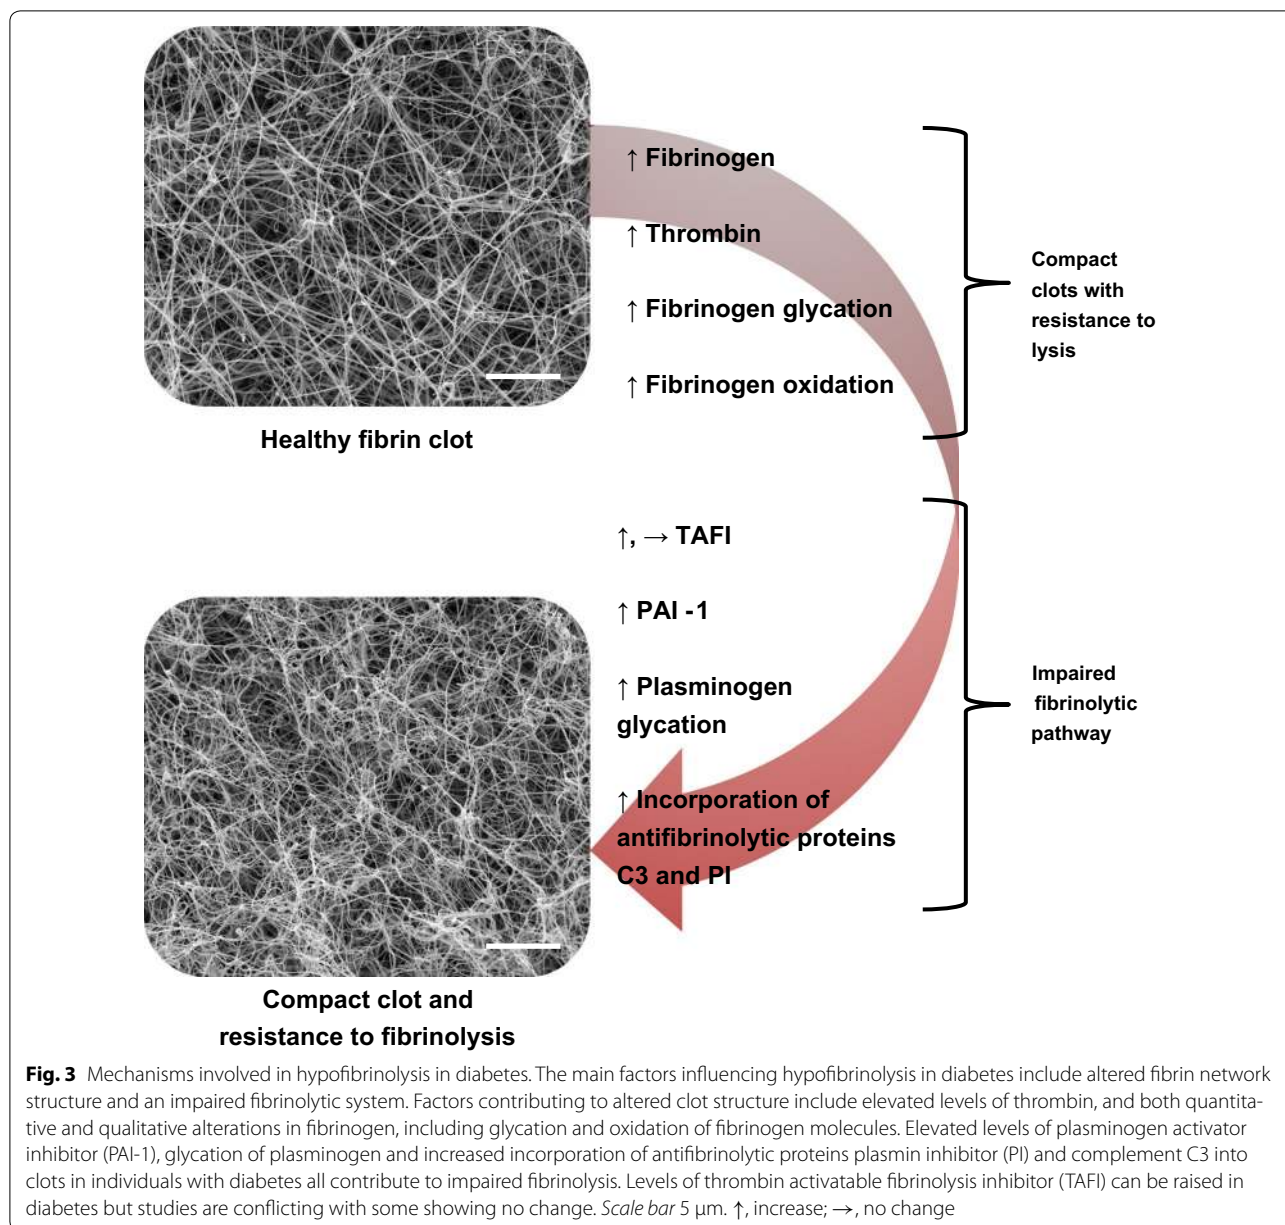 ↑ Fibrinogen
↑ Thrombin
↑ Fibrinogen glycation
↑ Fibrinogen oxidation
Compact
clots with
resistance to
lysis
Healthy fibrin clot
↑, → TAFI
↑ PAI -1
↑ Plasminogen
glycation
↑ Incorporation of
antifibrinolytic proteins
C3 and PI
Impaired
fibrinolytic
pathway
Compact clot and
resistance to fibrinolysis
Fig. 3 Mechanisms involved in hypofibrinolysis in diabetes. The main factors influencing hypofibrinolysis in diabetes include altered fibrin network
structure and an impaired fibrinolytic system. Factors contributing to altered clot structure include elevated levels of thrombin, and both quantita-
tive and qualitative alterations in fibrinogen, including glycation and oxidation of fibrinogen molecules. Elevated levels of plasminogen activator
inhibitor (PAI-1), glycation of plasminogen and increased incorporation of antifibrinolytic proteins plasmin inhibitor (PI) and complement C3 into
clots in individuals with diabetes all contribute to impaired fibrinolysis. Levels of thrombin activatable fibrinolysis inhibitor (TAFI) can be raised in
diabetes but studies are conflicting with some showing no change. Scale bar 5 μm. ↑, increase; →, no change